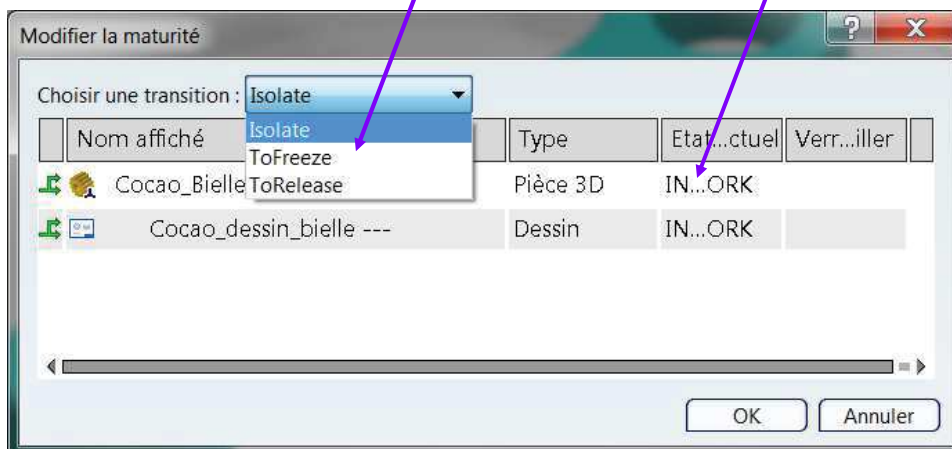 Modifier la maturité
Choisir une transition : Isolate
Isolate
ToFreeze
ToRelease
Nom affiché Type Etat...ctuel Verr...iller
Cocao_Bielle Pièce 3D IN...ORK
Cocao_dessin_bielle --- Dessin IN...ORK
OK Annuler